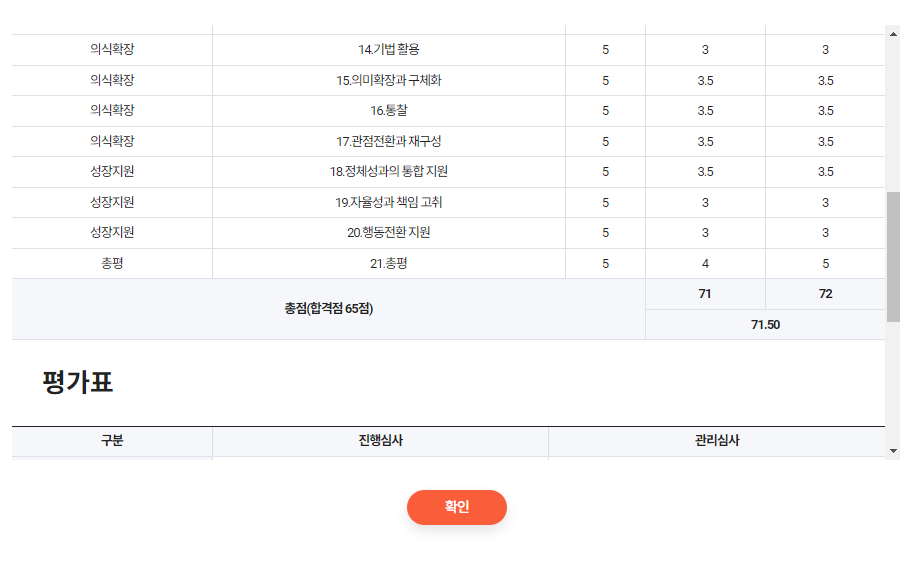 의식확장 14.기법 활용 5 3 3
의식확장 15.의미확장과 구체화 5 3.5 3.5
의식확장 16.통찰 5 3.5 3.5
의식확장 17.관점전환과 재구성 5 3.5 3.5
성장지원 18.정체성과의 통합 지원 5 3.5 3.5
성장지원 19.자율성과 책임 고취 5 3 3
성장지원 20.행동전환 지원 5 3 3
총평 21.총평 5 4 5
총점(합격점 65점) 71 72
71.50
평가표
구분 진행심사 관리심사
확인